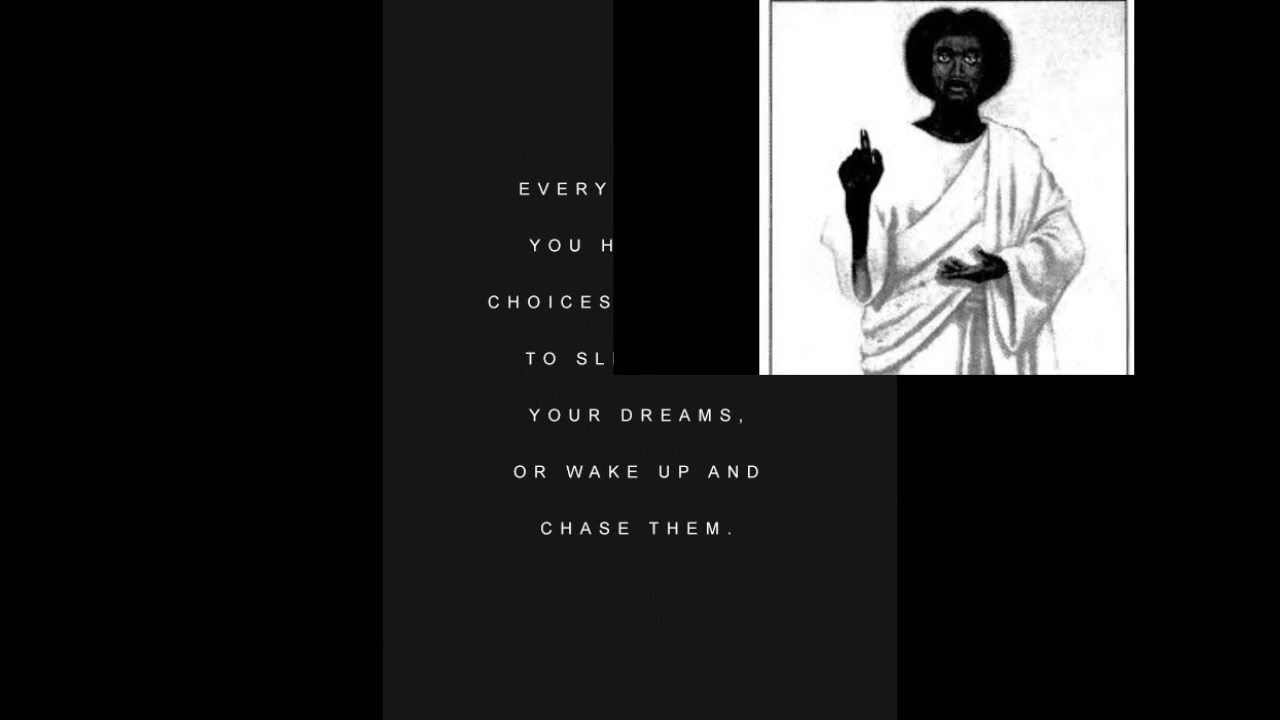 EVERY
YOU H
CHOICES
TO SL
YOUR DREAMS,
OR WAKE UP AND
CHASE THEM.